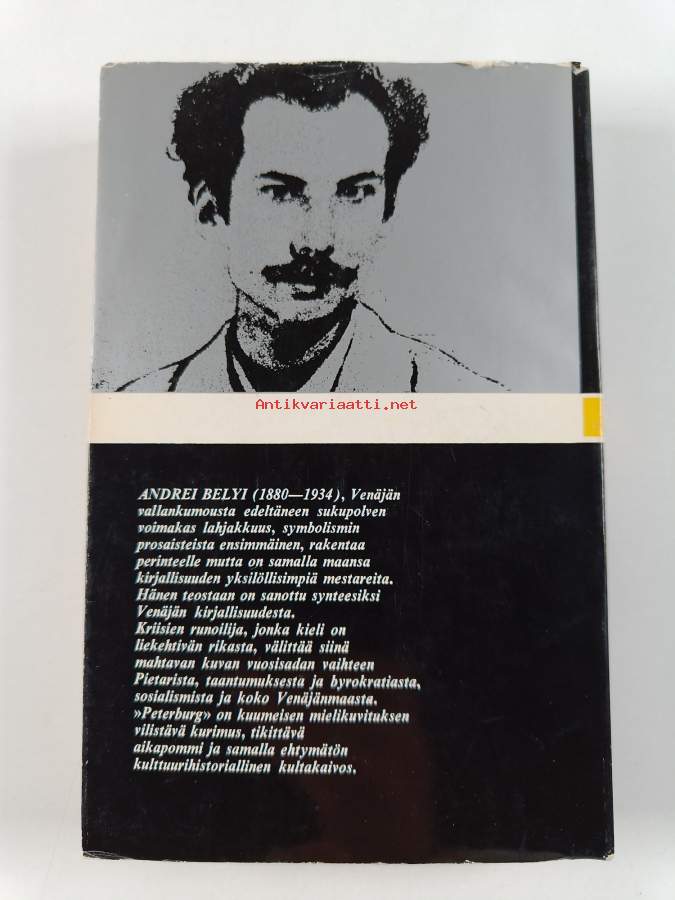 Antikvariaatti.net
ANDREI BELYI (1880—1934), Venäjän
vallankumousta edeltäneen sukupolven
voimakas lahjakkuus, symbolismin
prosaisteista ensimmäinen, rakentaa
perinteelle mutta on samalla maansa
kirjallisuuden yksilöllisimpiä mestareita.
Hänen teostaan on sanottu synteesiksi
Venäjän kirjallisuudesta.
Kriisien runoilija, jonka kieli on
liekehtivän rikasta, välittää siinä
mahtavan kuvan vuosisadan vaihteen
Pietarista, taantumuksesta ja byrokratiasta,
sosialismista ja koko Venäjänmaasta.
»Peterburg» on kuumeisen mielikuvituksen
vilistävä kurimus, tikittävä
aikapommi ja samalla ehtymätön
kulttuurihistoriallinen kultakaivos.